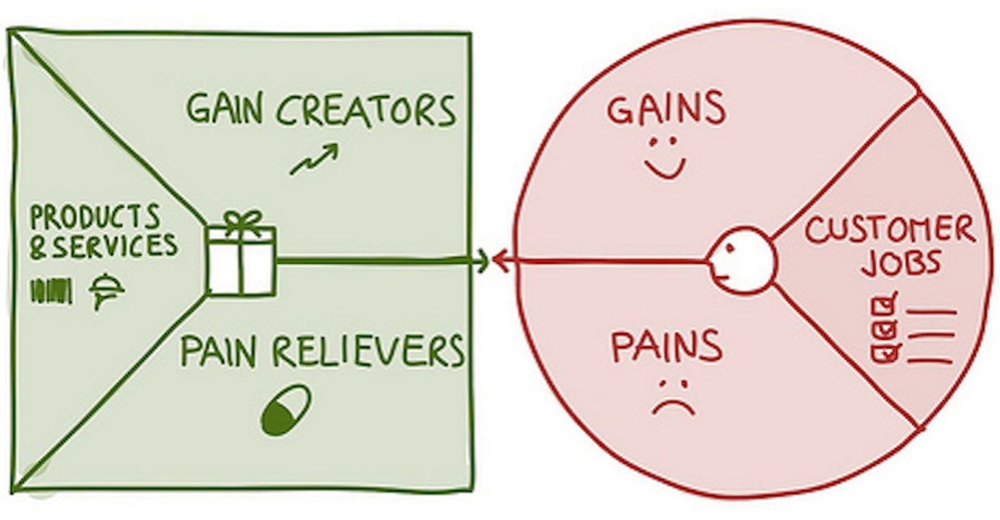 GAIN CREATORS
PRODUCTS
& SERVICES
PAIN RELIEVERS
GAINS
CUSTOMER
JOBS
PAINS